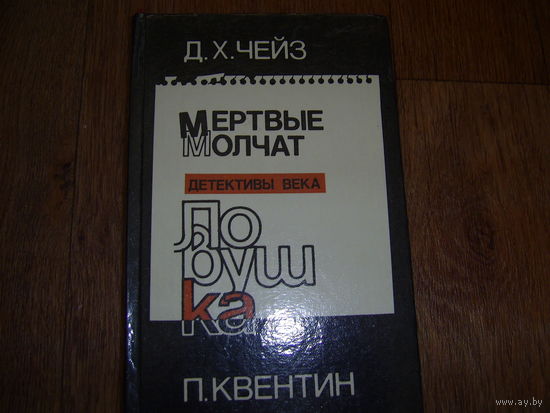 Д.Х.ЧЕЙЗ
МЕРТВЫЕ
МОЛЧАТ
ДЕТЕКТИВЫ ВЕКА
Ло
вуш
ка
П.КВЕНТИН
www.ay.by